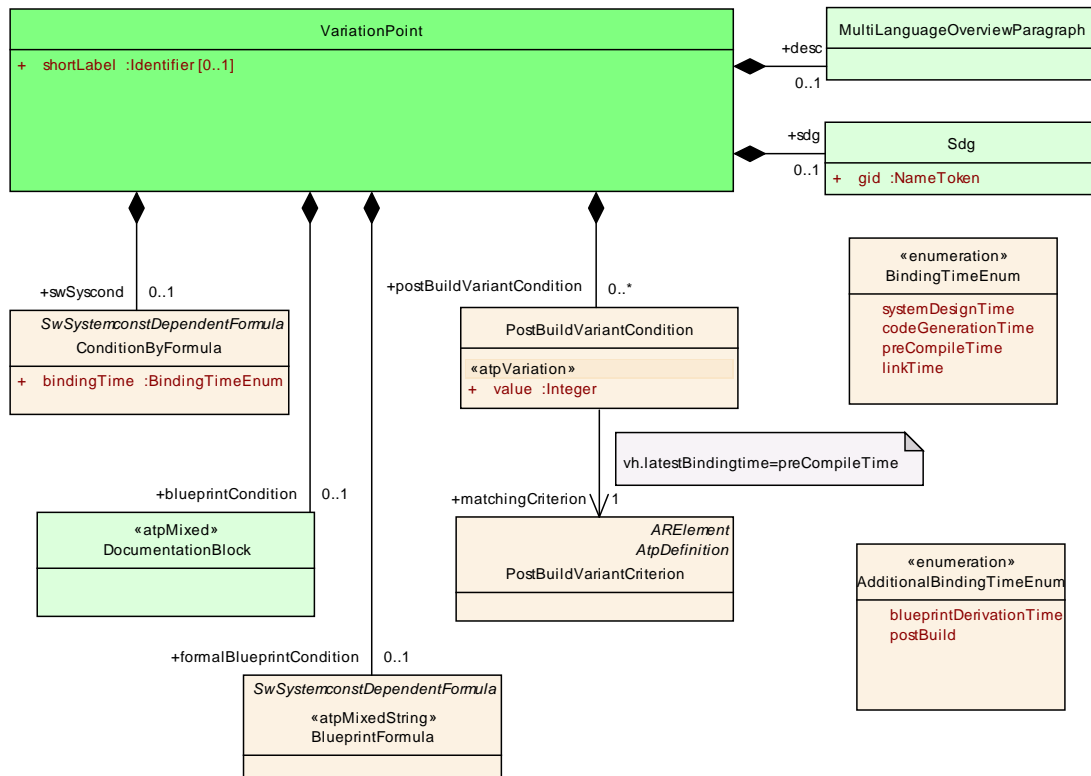 VariationPoint
+ shortLabel :Identifier [0..1]
+desc
0..1
MultiLanguageOverviewParagraph
+sdg
0..1
Sdg
+ gid :NameToken
+swSyscond
0..1
SwSystemconstDependentFormula
ConditionByFormula
+ bindingTime :BindingTimeEnum
+postBuildVariantCondition
0..*
PostBuildVariantCondition
«atpVariation»
+ value :Integer
«enumeration»
BindingTimeEnum
systemDesignTime
codeGenerationTime
preCompileTime
linkTime
vh.latestBindingtime=preCompileTime
+blueprintCondition
0..1
«atpMixed»
DocumentationBlock
+matchingCriterion
1
ARElement
AtpDefinition
PostBuildVariantCriterion
«enumeration»
AdditionalBindingTimeEnum
blueprintDerivationTime
postBuild
+formalBlueprintCondition
0..1
SwSystemconstDependentFormula
«atpMixedString»
BlueprintFormula